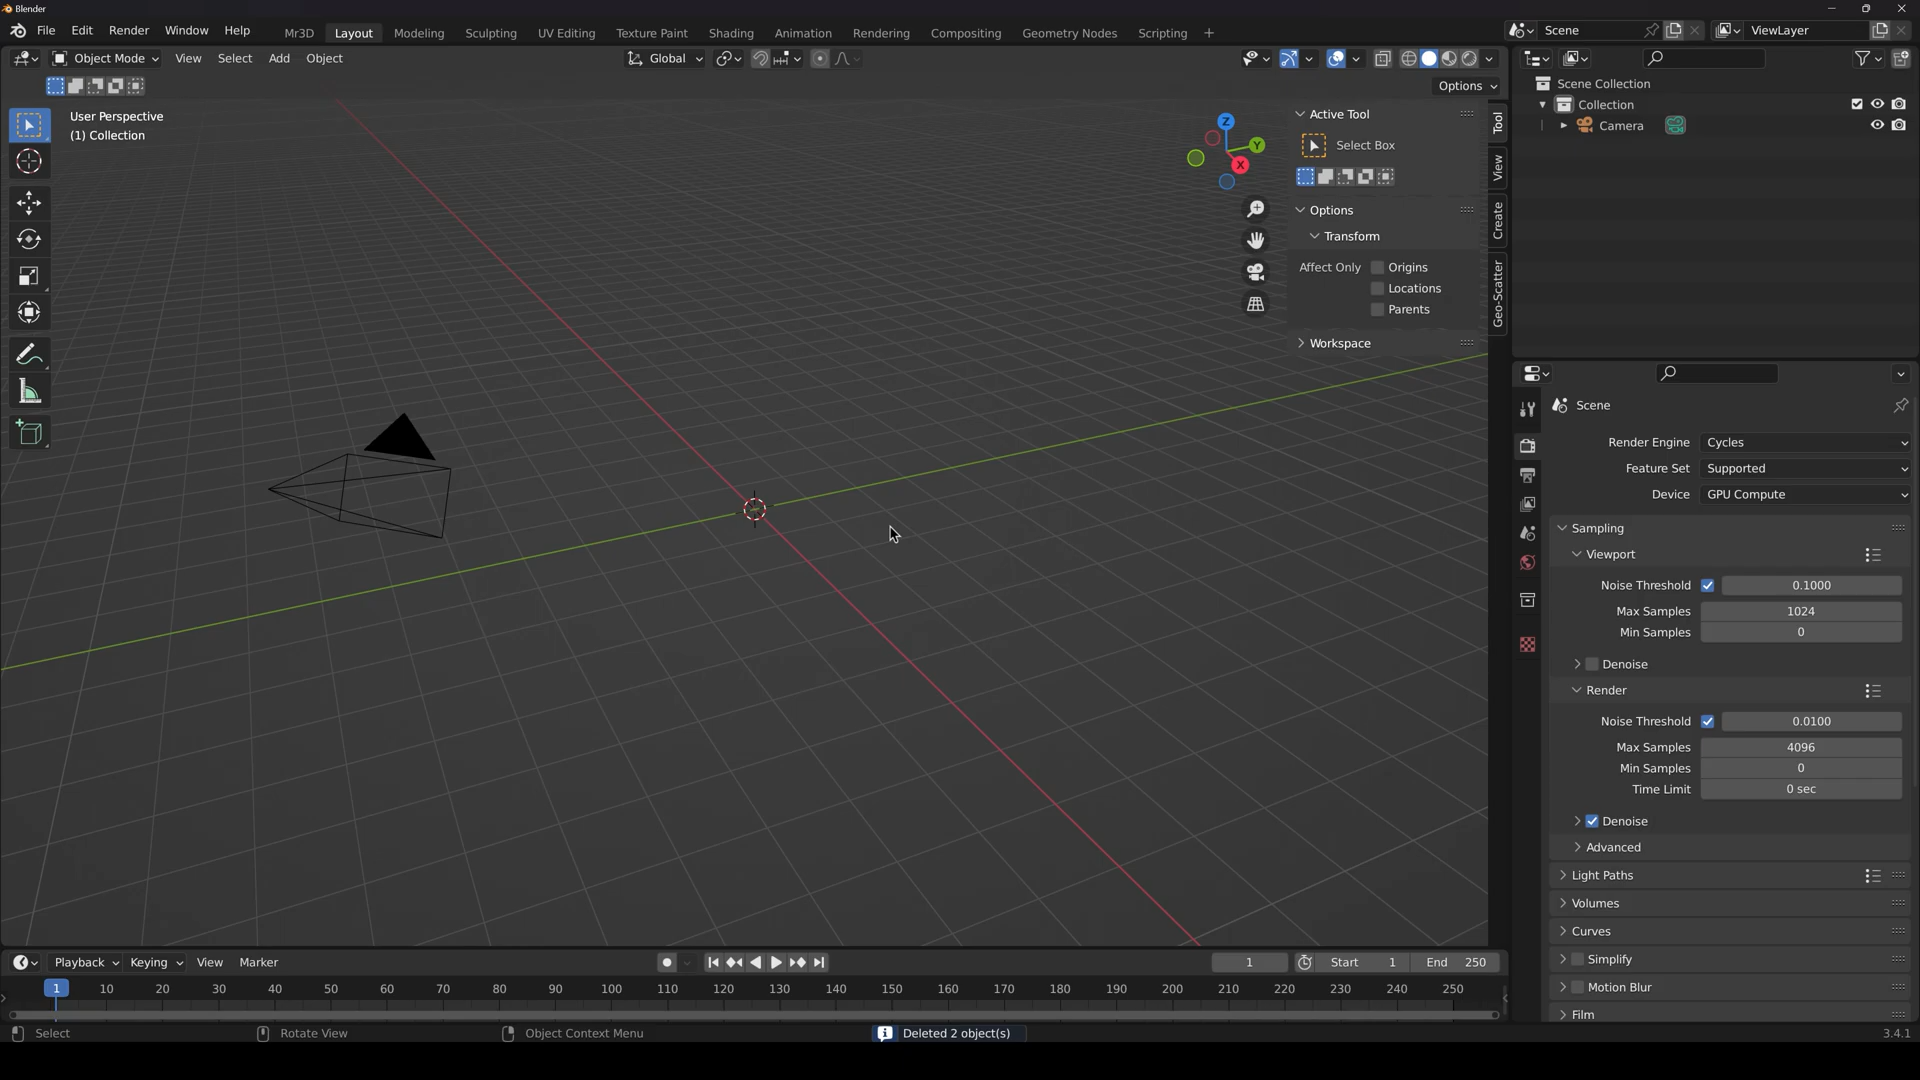 Blender
File Edit Render Window Help Mr3D Layout Modeling Sculpting UV Editing Texture Paint Shading Animation Rendering Compositing Geometry Nodes Scripting + Scene ViewLayer
Object Mode View Select Add Object Global
Options
User Perspective
(1) Collection
Z
Y
X
Active Tool
Select Box
Options
Transform
Affect Only Origins
Locations
Parents
Workspace
Tool
View
Create
Geo-Scatter
Scene Collection
Collection
Camera
Scene
Render Engine Cycles
Feature Set Supported
Device GPU Compute
Sampling
Viewport
Noise Threshold 0.1000
Max Samples 1024
Min Samples 0
Denoise
Render
Noise Threshold 0.0100
Max Samples 4096
Min Samples 0
Time Limit 0 sec
Denoise
Advanced
Light Paths
Volumes
Curves
Simplify
Motion Blur
Film
Playback Keying View Marker 1 Start 1 End 250
1 10 20 30 40 50 60 70 80 90 100 110 120 130 140 150 160 170 180 190 200 210 220 230 240 250
Select Rotate View Object Context Menu Deleted 2 object(s) 3.4.1